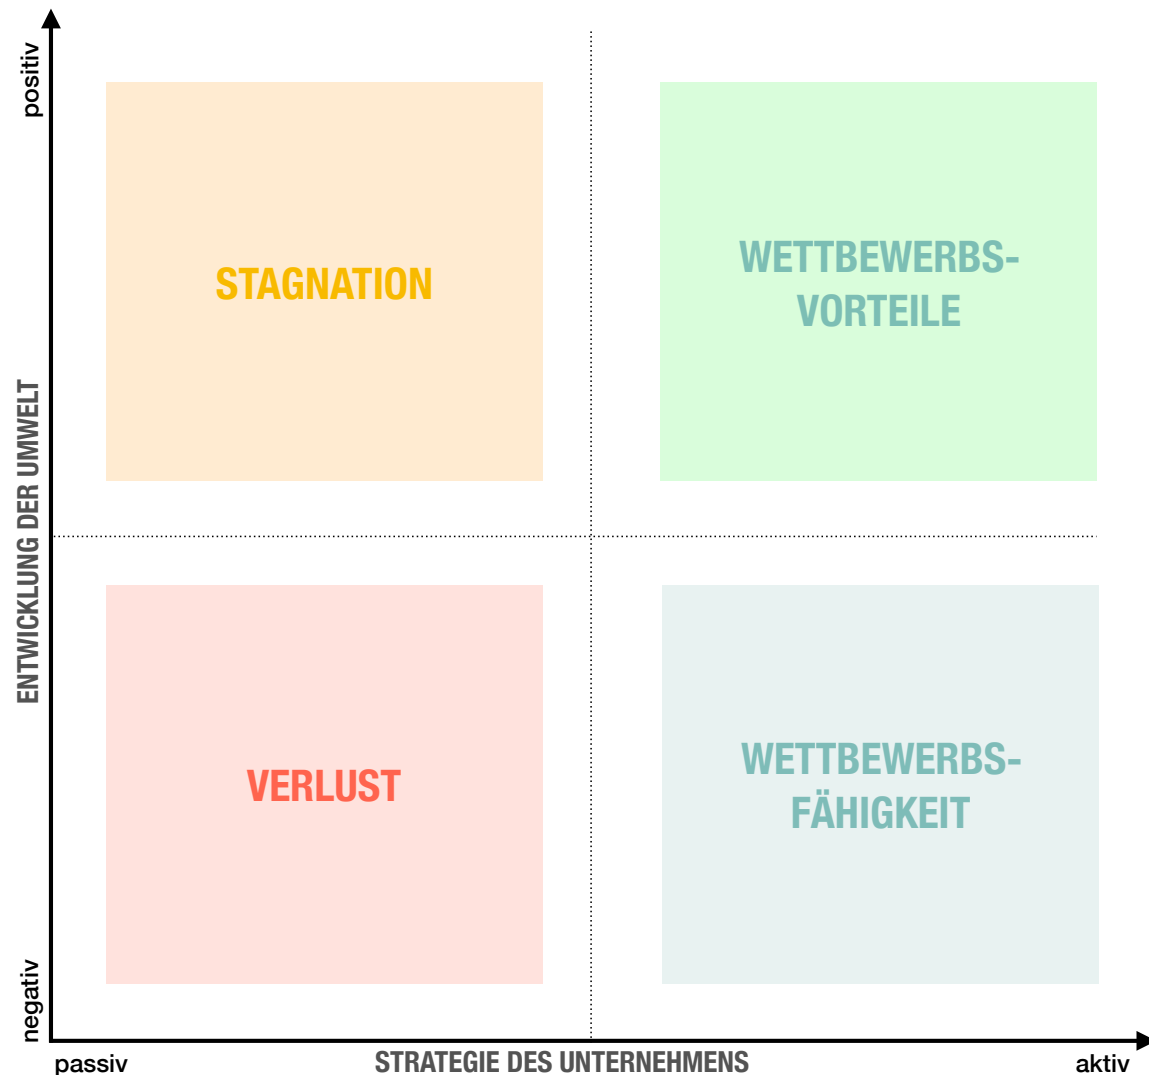 positiv
STAGNATION
WETTBEWERBS-
VORTEILE
ENTWICKLUNG DER UMWELT
VERLUST
WETTBEWERBS-
FÄHIGKEIT
negativ
passiv
STRATEGIE DES UNTERNEHMENS
aktiv